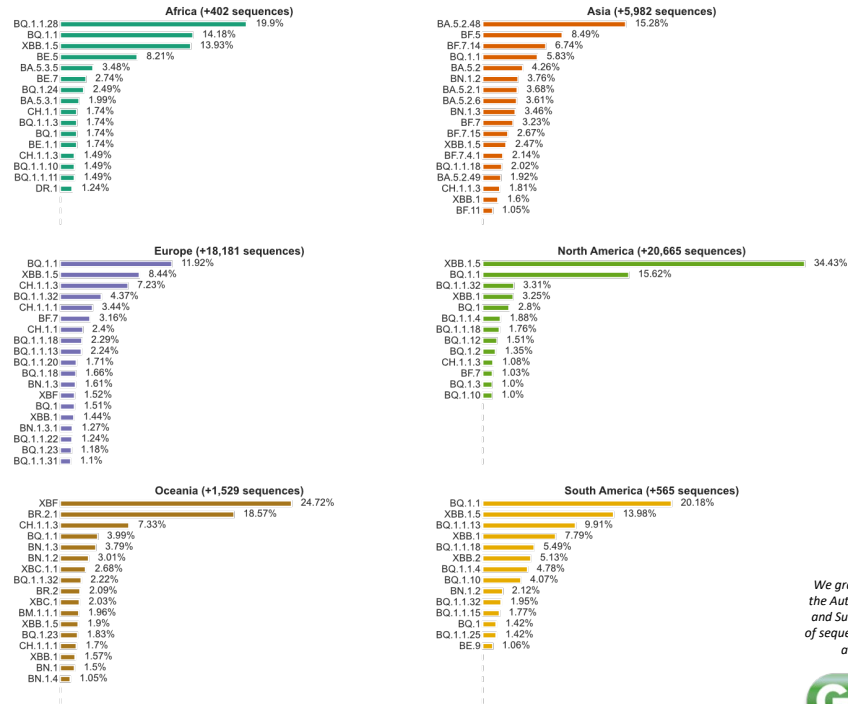 Africa (+402 sequences)
BQ.1.1.28 19.9%
BQ.1.1 14.18%
XBB.1.5 13.93%
BE.5 8.21%
BA.5.3.5 3.48%
BE.7 2.74%
BQ.1.24 2.49%
BA.5.3.1 1.99%
CH.1.1 1.74%
BQ.1.1.3 1.74%
BQ.1 1.74%
BE.1.1 1.74%
CH.1.1.3 1.49%
BQ.1.1.10 1.49%
BQ.1.1.11 1.49%
DR.1 1.24%
Asia (+5,982 sequences)
BA.5.2.48 15.28%
BF.5 8.49%
BF.7.14 6.74%
BQ.1.1 5.83%
BA.5.2 4.26%
BN.1.2 3.76%
BA.5.2.1 3.68%
BA.5.2.6 3.61%
BN.1.3 3.46%
BF.7 3.23%
BF.7.15 2.67%
XBB.1.5 2.47%
BF.7.4.1 2.14%
BQ.1.1.18 2.02%
BA.5.2.49 1.92%
CH.1.1.3 1.81%
XBB.1 1.6%
BF.11 1.05%
Europe (+18,181 sequences)
BQ.1.1 11.92%
XBB.1.5 8.44%
CH.1.1.3 7.23%
BQ.1.1.32 4.37%
CH.1.1.1 3.44%
BF.7 3.16%
CH.1.1 2.4%
BQ.1.1.18 2.29%
BQ.1.1.13 2.24%
BQ.1.1.20 1.71%
BQ.1.18 1.66%
BN.1.3 1.61%
XBF 1.52%
BQ.1 1.51%
XBB.1 1.44%
BN.1.3.1 1.27%
BQ.1.1.22 1.24%
BQ.1.23 1.18%
BQ.1.1.31 1.1%
North America (+20,665 sequences)
XBB.1.5 34.43%
BQ.1.1 15.62%
BQ.1.1.32 3.31%
XBB.1 3.25%
BQ.1 2.8%
BQ.1.1.4 1.88%
BQ.1.1.18 1.76%
BQ.1.12 1.51%
BQ.1.2 1.35%
CH.1.1.3 1.08%
BF.7 1.03%
BQ.1.3 1.0%
BQ.1.10 1.0%
Oceania (+1,529 sequences)
XBF 24.72%
BR.2.1 18.57%
CH.1.1.3 7.33%
BQ.1.1 3.99%
BN.1.3 3.79%
BN.1.2 3.01%
XBC.1.1 2.68%
BQ.1.1.32 2.22%
BR.2 2.09%
XBC.1 2.03%
BM.1.1.1 1.96%
XBB.1.5 1.9%
BQ.1.23 1.83%
CH.1.1.1 1.7%
XBB.1 1.57%
BN.1 1.5%
BN.1.4 1.05%
South America (+565 sequences)
BQ.1.1 20.18%
XBB.1.5 13.98%
BQ.1.1.13 9.91%
XBB.1 7.79%
BQ.1.1.18 5.49%
XBB.2 5.13%
BQ.1.1.4 4.78%
BQ.1.10 4.07%
BN.1.2 2.12%
BQ.1.1.32 1.95%
BQ.1.1.15 1.77%
BQ.1 1.42%
BQ.1.1.25 1.42%
BE.9 1.06%
We gr
the Aut
and Su
of seque
a
G